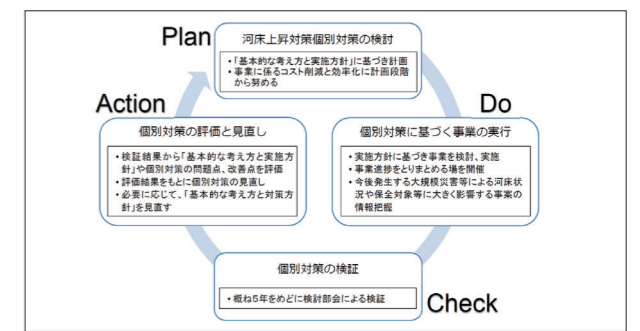 Plan
河床上昇対策個別対策の検討
・「基本的な考え方と実施方針」に基づき計画
・事業に係るコスト削減と効率化に計画段階
から努める
Do
個別対策に基づく事業の実行
・実施方針に基づき事業を検討、実施
・事業進捗をとりまとめる場を開催
・今後発生する大規模災害等による河床状
況や保全対象等に大きく影響する事案の
情報把握
Check
個別対策の検証
・概ね5年をめどに検討部会による検証
Action
個別対策の評価と見直し
・検証結果から「基本的な考え方と実施方
針」や個別対策の問題点、改善点を評価
・評価結果をもとに個別対策の見直し
・必要に応じて、「基本的な考え方と対策方
針」を見直す